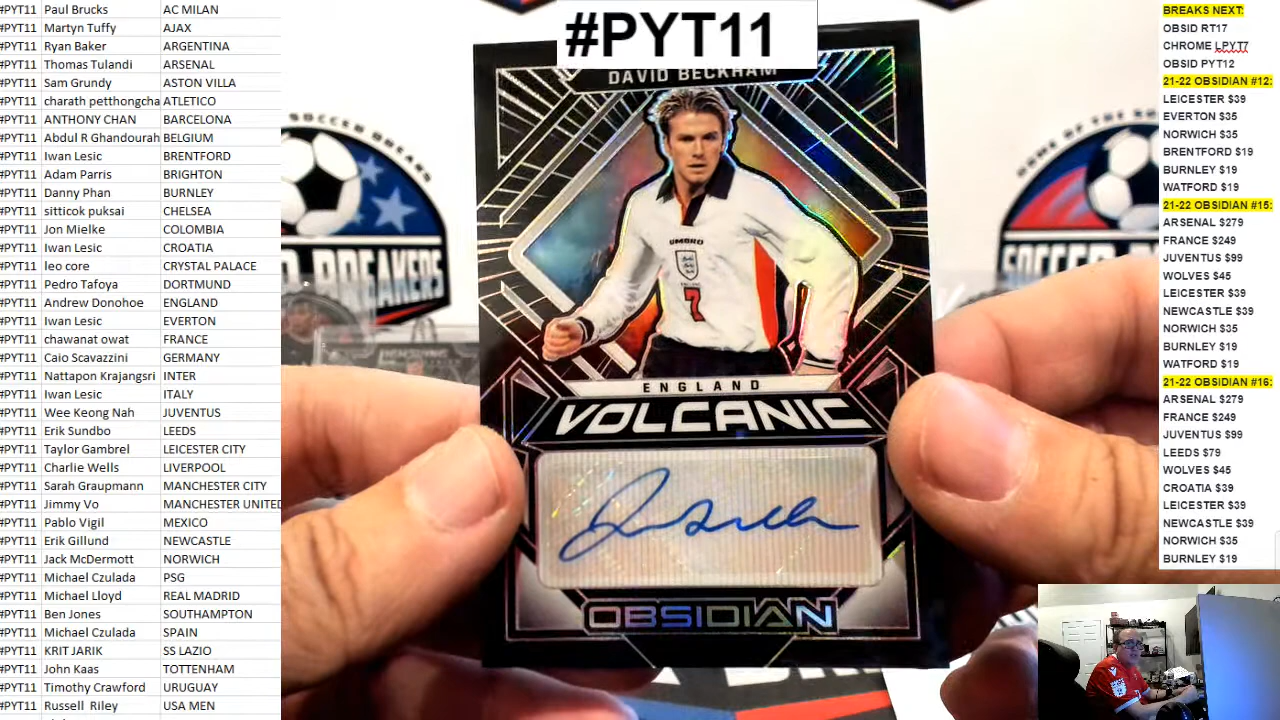 #PYT11 Paul Brucks AC MILAN
#PYT11 Martyn Tuffy AJAX
#PYT11 Ryan Baker ARGENTINA
#PYT11 Thomas Tulandi ARSENAL
#PYT11 Sam Grundy ASTON VILLA
#PYT11 charath petthongcha ATLETICO
#PYT11 ANTHONY CHAN BARCELONA
#PYT11 Abdul R Ghandourah BELGIUM
#PYT11 Iwan Lesic BRENTFORD
#PYT11 Adam Parris BRIGHTON
#PYT11 Danny Phan BURNLEY
#PYT11 sitticok puksai CHELSEA
#PYT11 Jon Mielke COLOMBIA
#PYT11 Iwan Lesic CROATIA
#PYT11 leo core CRYSTAL PALACE
#PYT11 Pedro Tafoya DORTMUND
#PYT11 Andrew Donohoe ENGLAND
#PYT11 Iwan Lesic EVERTON
#PYT11 chawand owat FRANCE
#PYT11 Caio Scavazzini GERMANY
#PYT11 Nattapon Krajangsri INTER
#PYT11 Iwan Lesic ITALY
#PYT11 Wee Keong Nah JUVENTUS
#PYT11 Erik Sundbo LEEDS
#PYT11 Taylor Gambrel LEICESTER CITY
#PYT11 Charlie Wells LIVERPOOL
#PYT11 Sarah Graupmann MANCHESTER CITY
#PYT11 Jimmy Vo MANCHESTER UNITED
#PYT11 Pablo Vigil MEXICO
#PYT11 Erik Gillund NEWCASTLE
#PYT11 Jack McDermott NORWICH
#PYT11 Michael Czulada PSG
#PYT11 Michael Lloyd REAL MADRID
#PYT11 Ben Jones SOUTHAMPTON
#PYT11 Michael Czulada SPAIN
#PYT11 KRIT JARIK SS LAZIO
#PYT11 John Kaas TOTTENHAM
#PYT11 Timothy Crawford URUGUAY
#PYT11 Russell Riley USA MEN
#PYT11
DAVID BECKHAM
UMBRO
ENGLAND
7
ENGLAND
VOLCANIC
OBSIDIAN
SOCCER
BREAKERS
HOME OF THE
SOCCER
BREAKS NEXT:
OBSID RT17
CHROME LPYT7
OBSID PYT12
21-22 OBSIDIAN #12:
LEICESTER $39
EVERTON $35
NORWICH $35
BRENTFORD $19
BURNLEY $19
WATFORD $19
21-22 OBSIDIAN #15:
ARSENAL $279
FRANCE $249
JUVENTUS $99
WOLVES $45
LEICESTER $39
NEWCASTLE $39
NORWICH $35
BURNLEY $19
WATFORD $19
21-22 OBSIDIAN #16:
ARSENAL $279
FRANCE $249
JUVENTUS $99
LEEDS $79
WOLVES $45
CROATIA $39
LEICESTER $39
NEWCASTLE $39
NORWICH $35
BURNLEY $19